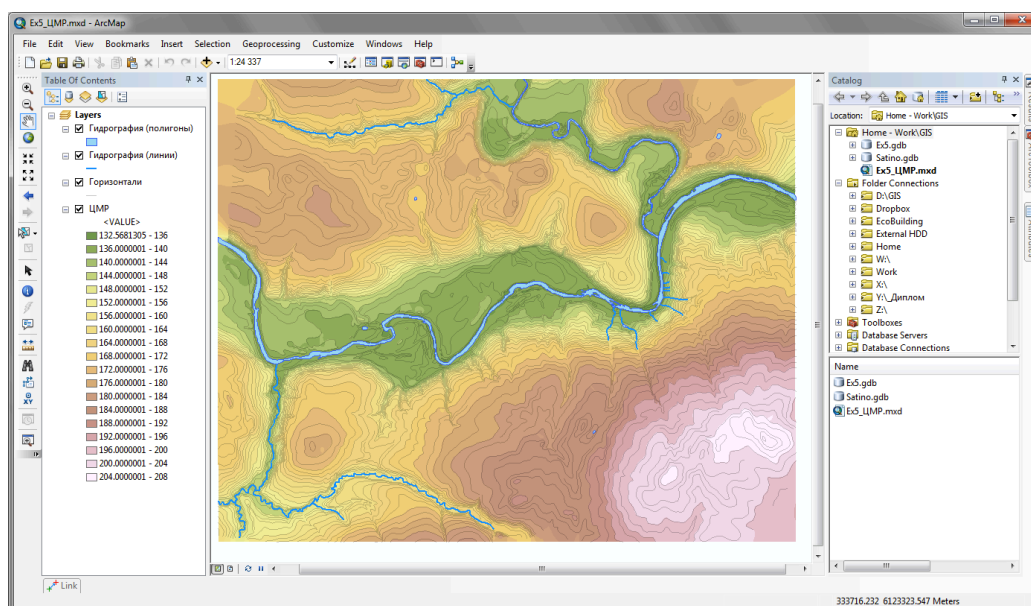 Ex5_ЦМР.mxd - ArcMap
File Edit View Bookmarks Insert Selection Geoprocessing Customize Windows Help
1:24 337
Table Of Contents
Layers
Гидрография (полигоны)
Гидрография (линии)
Горизонтали
ЦМР
<VALUE>
132.5681305 - 136
136.0000001 - 140
140.0000001 - 144
144.0000001 - 148
148.0000001 - 152
152.0000001 - 156
156.0000001 - 160
160.0000001 - 164
164.0000001 - 168
168.0000001 - 172
172.0000001 - 176
176.0000001 - 180
180.0000001 - 184
184.0000001 - 188
188.0000001 - 192
192.0000001 - 196
196.0000001 - 200
200.0000001 - 204
204.0000001 - 208
Link
Catalog
Location: Home - Work\GIS
Home - Work\GIS
Ex5.gdb
Satino.gdb
Ex5_ЦМР.mxd
Folder Connections
D:\GIS
Dropbox
EcoBuilding
External HDD
Home
W:\
Work
X:\
Y:\_Диплом
Z:\
Toolboxes
Database Servers
Database Connections
Name
Ex5.gdb
Satino.gdb
Ex5_ЦМР.mxd
333716.232 6123323.547 Meters